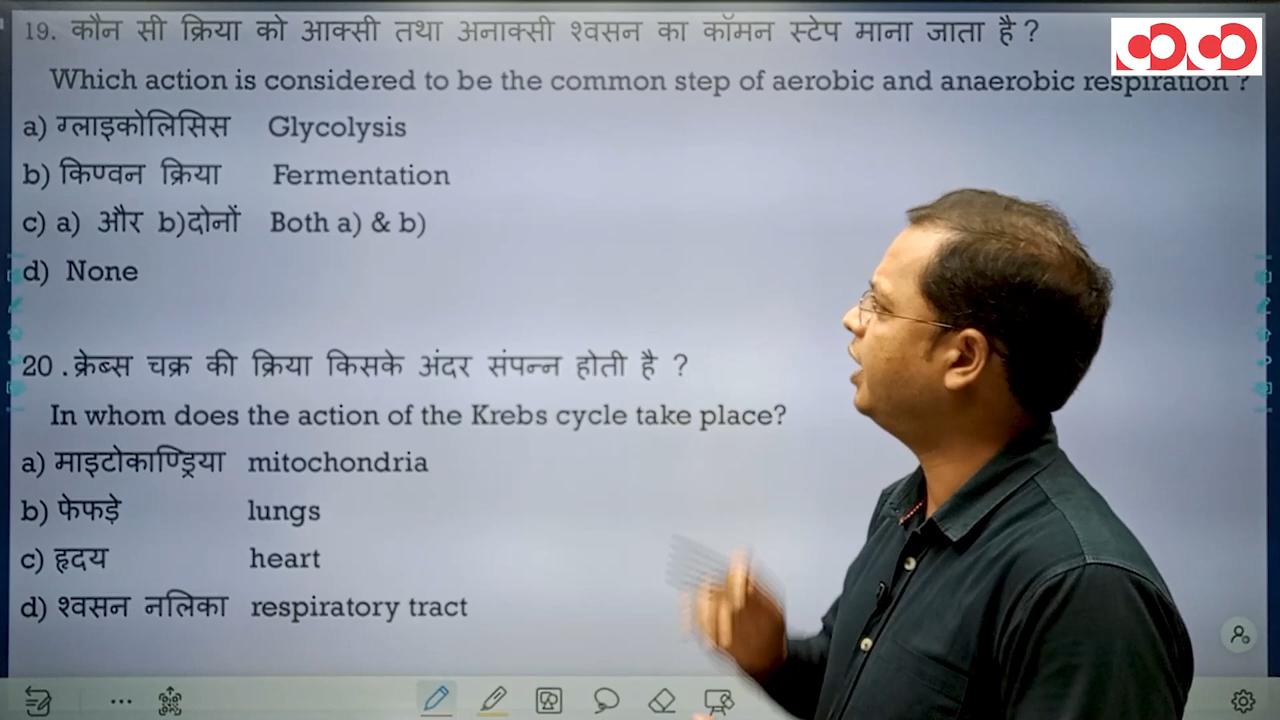 19. कौन सी क्रिया को आक्सी तथा अनाक्सी श्वसन का कॉमन स्टेप माना जाता है ?
Which action is considered to be the common step of aerobic and anaerobic respiration ?
a) ग्लाइकोलिसिस Glycolysis
b) किण्वन क्रिया Fermentation
c) a) और b)दोनों Both a) & b)
d) None
20 . क्रेब्स चक्र की क्रिया किसके अंदर संपन्न होती है ?
In whom does the action of the Krebs cycle take place?
a) माइटोकाण्ड्रिया mitochondria
b) फेफड़े lungs
c) हृदय heart
d) श्वसन नलिका respiratory tract